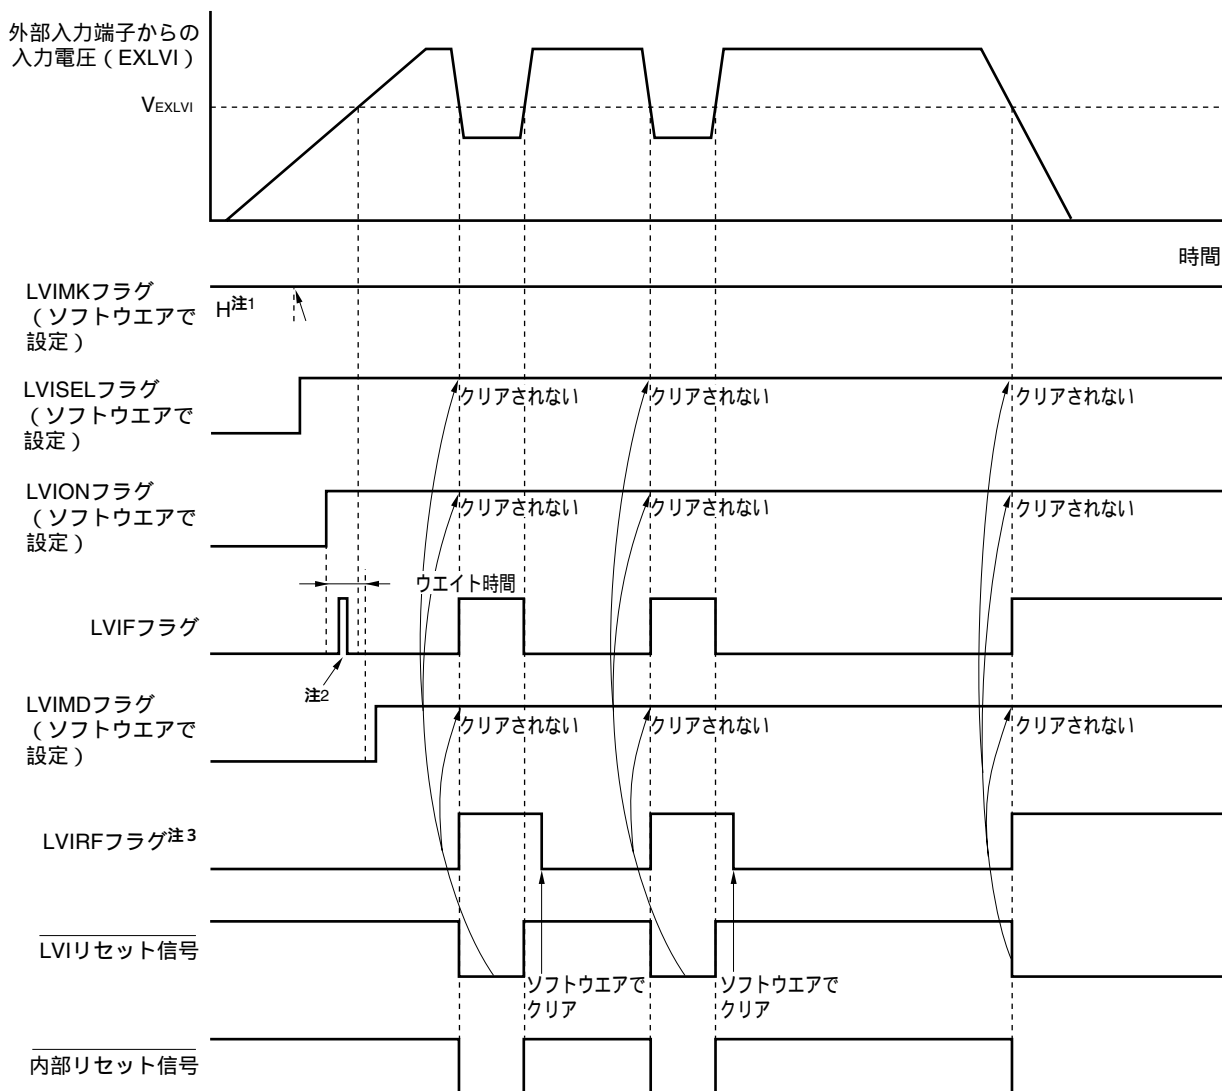 外部入力端子からの
入力電圧（EXLVI）
VEXLVI
時間
LVIMKフラグ
（ソフトウエアで
設定）
H注1
LVISELフラグ
（ソフトウエアで
設定）
クリアされない
クリアされない
クリアされない
LVIONフラグ
（ソフトウエアで
設定）
クリアされない
クリアされない
クリアされない
ウエイト時間
LVIFフラグ
注2
LVIMDフラグ
（ソフトウエアで
設定）
クリアされない
クリアされない
クリアされない
LVIRFフラグ注3
LVIリセット信号
ソフトウエアで
クリア
ソフトウエアで
クリア
内部リセット信号